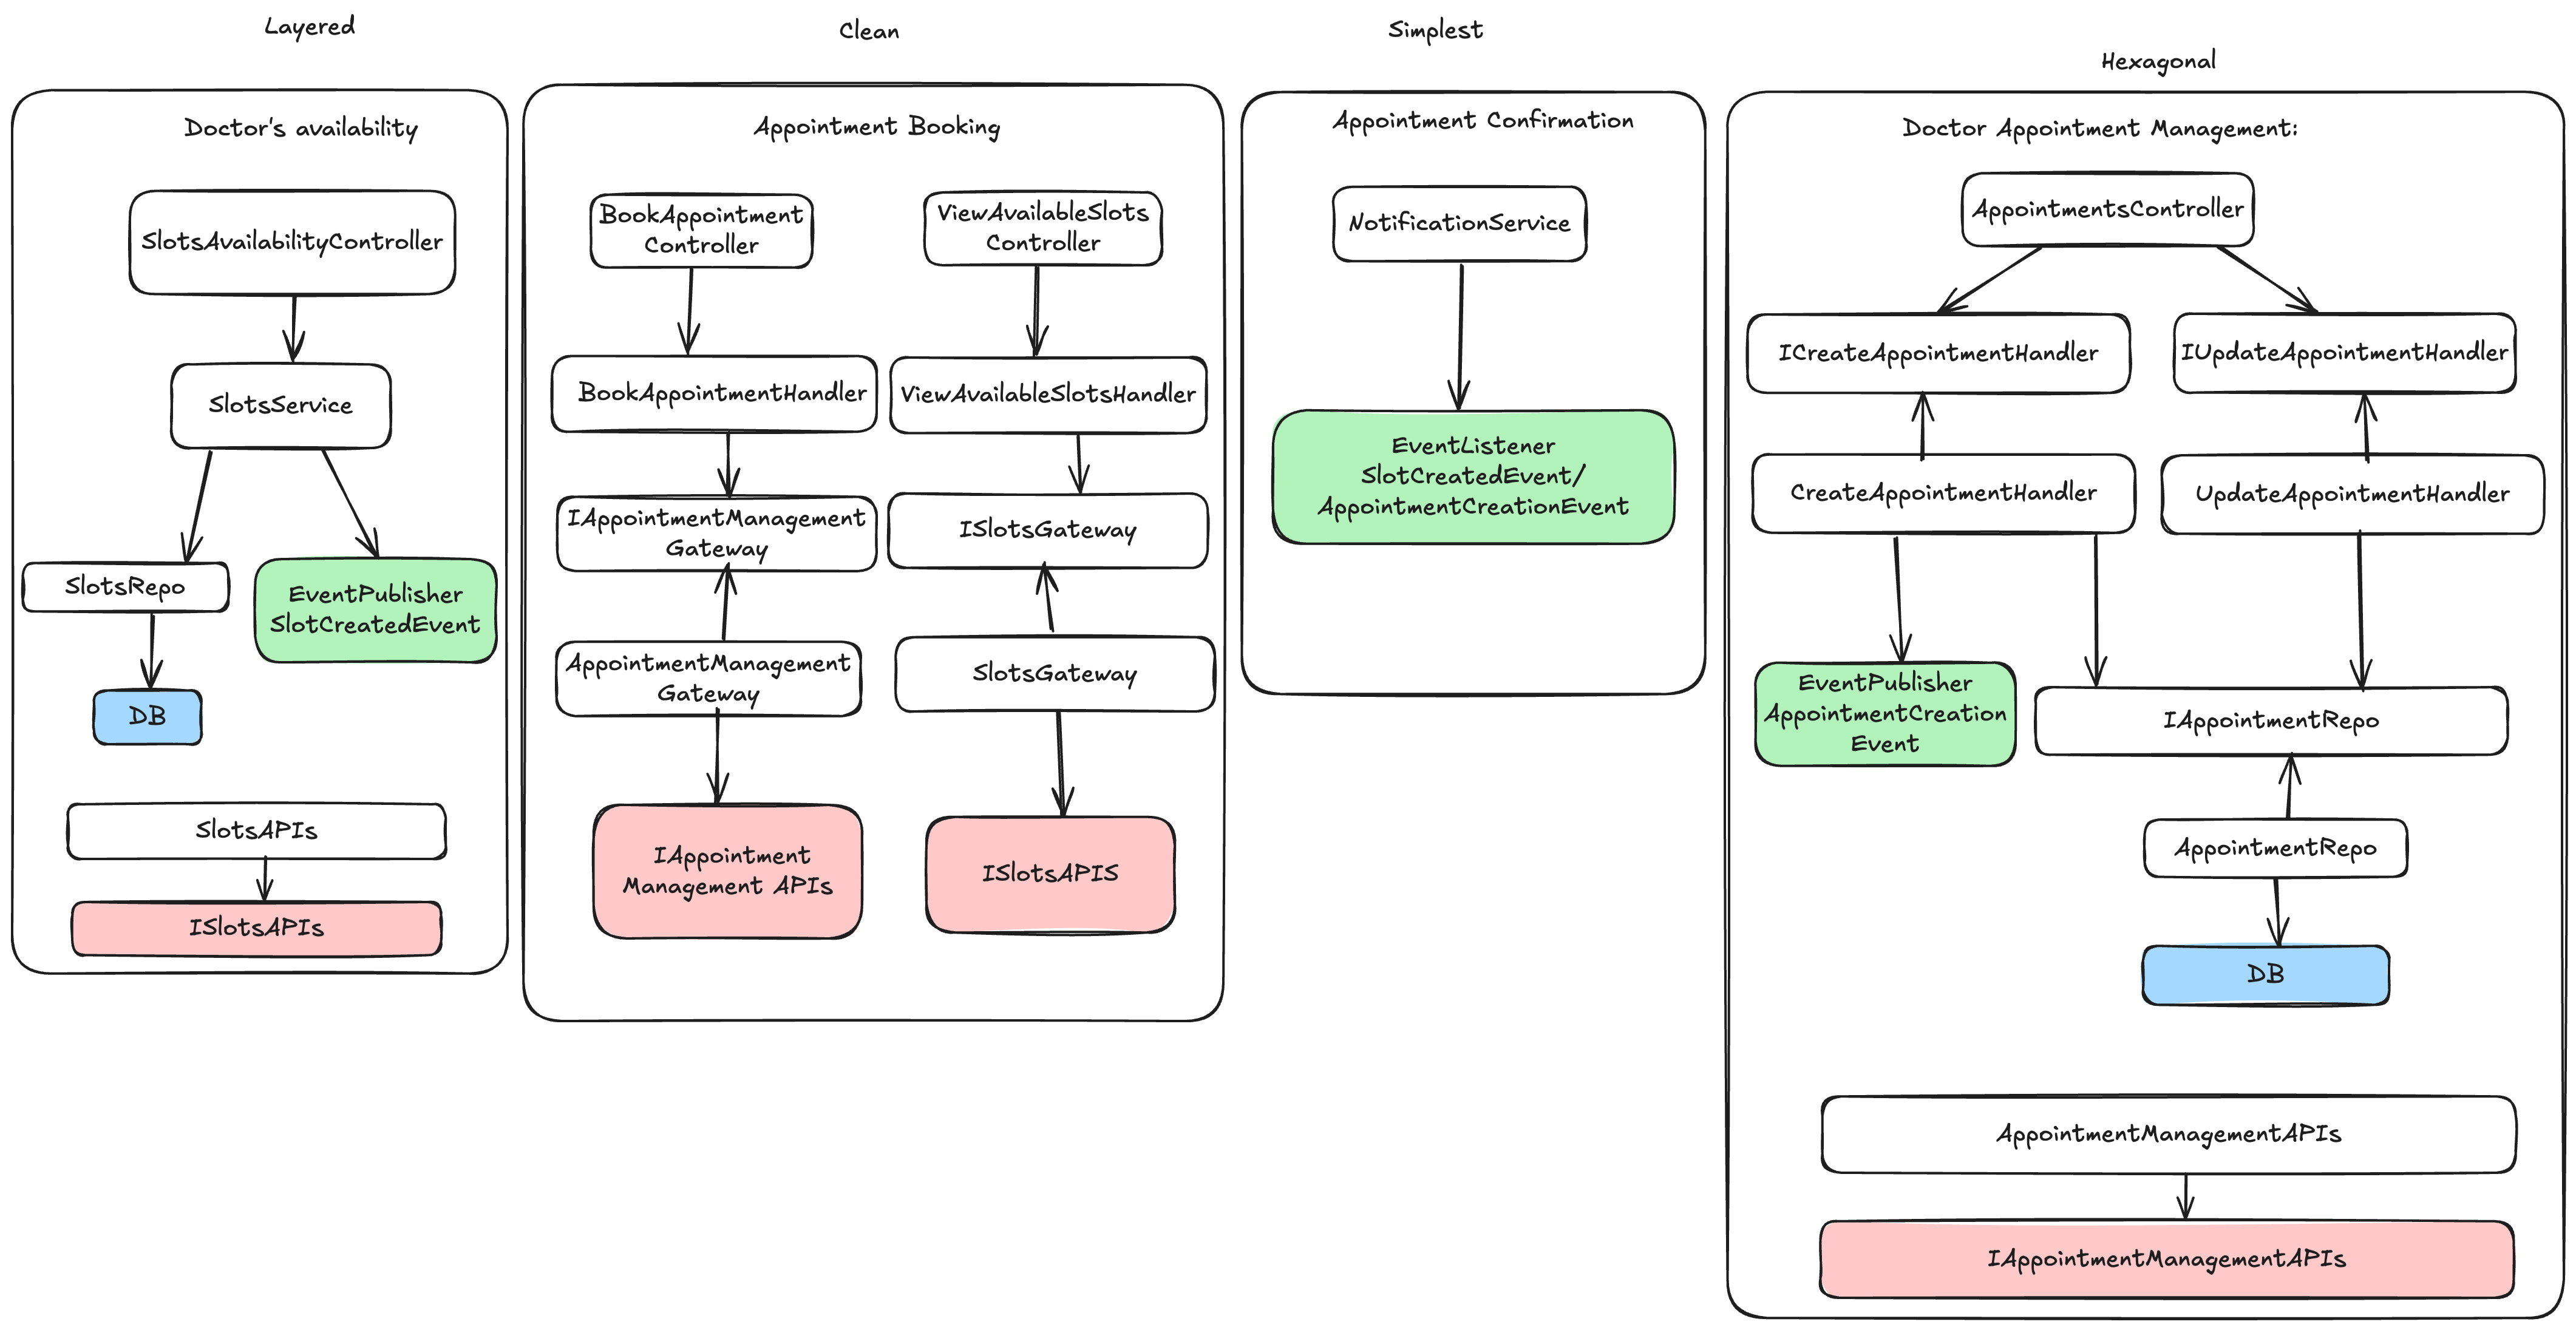 Layered
Doctor's availability
SlotsAvailabilityController
SlotsService
SlotsRepo
EventPublisher
SlotCreatedEvent
DB
SlotsAPIs
ISlotsAPIs
Clean
Appointment Booking
BookAppointment
Controller
ViewAvailableSlots
Controller
BookAppointmentHandler
ViewAvailableSlotsHandler
IAppointmentManagement
Gateway
ISlotsGateway
AppointmentManagement
Gateway
SlotsGateway
IAppointment
Management APIs
ISlotsAPIS
Simplest
Appointment Confirmation
NotificationService
EventListener
SlotCreatedEvent/
AppointmentCreationEvent
Hexagonal
Doctor Appointment Management:
AppointmentsController
ICreateAppointmentHandler
IUpdateAppointmentHandler
CreateAppointmentHandler
UpdateAppointmentHandler
EventPublisher
AppointmentCreation
Event
IAppointmentRepo
AppointmentRepo
DB
AppointmentManagementAPIs
IAppointmentManagementAPIs